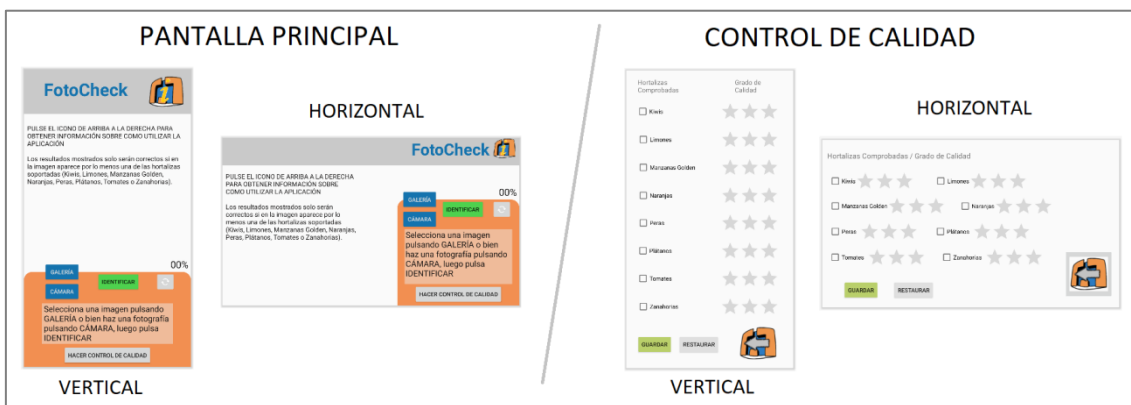 PANTALLA PRINCIPAL
FotoCheck
PULSE EL ICONO DE ARRIBA A LA DERECHA PARA
OBTENER INFORMACIÓN SOBRE COMO UTILIZAR LA
APLICACIÓN
Los resultados mostrados solo serán correctos si en
la imagen aparece por lo menos una de las hortalizas
soportadas (Kiwis, Limones, Manzanas Golden,
Naranjas, Peras, Plátanos, Tomates o Zanahorias).
00%
GALERÍA
IDENTIFICAR
CÁMARA
Selecciona una imagen pulsando
GALERÍA o bien haz una fotografía
pulsando CÁMARA, luego pulsa
IDENTIFICAR
HACER CONTROL DE CALIDAD
VERTICAL
HORIZONTAL
FotoCheck
PULSE EL ICONO DE ARRIBA A LA DERECHA
PARA OBTENER INFORMACIÓN SOBRE
COMO UTILIZAR LA APLICACIÓN
Los resultados mostrados solo serán
correctos si en la imagen aparece por lo
menos una de las hortalizas soportadas
(Kiwis, Limones, Manzanas Golden, Naranjas,
Peras, Plátanos, Tomates o Zanahorias).
00%
GALERÍA
IDENTIFICAR
CÁMARA
Selecciona una imagen
pulsando GALERÍA o bien
haz una fotografía pulsando
CÁMARA, luego pulsa
IDENTIFICAR
HACER CONTROL DE CALIDAD
CONTROL DE CALIDAD
Hortalizas Grado de
Comprobadas Calidad
Kiwis
Limones
Manzanas Golden
Naranjas
Peras
Plátanos
Tomates
Zanahorias
GUARDAR RESTAURAR
VERTICAL
HORIZONTAL
Hortalizas Comprobadas / Grado de Calidad
Kiwis Limones
Manzanas Golden Naranjas
Peras Plátanos
Tomates Zanahorias
GUARDAR RESTAURAR